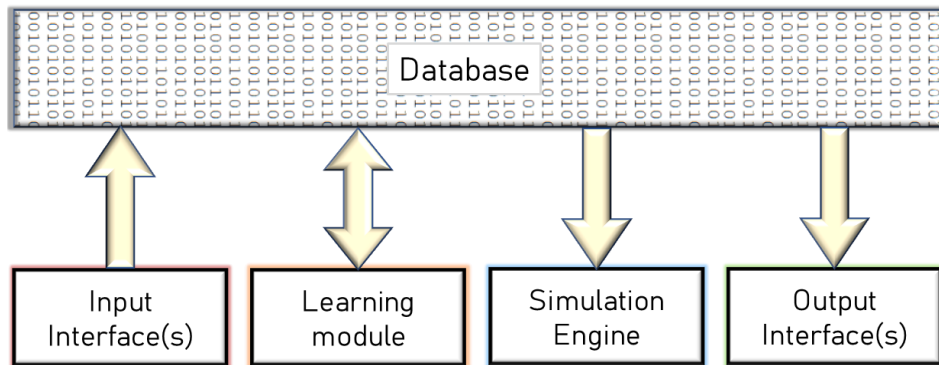 Database
Input
Interface(s)
Learning
module
Simulation
Engine
Output
Interface(s)